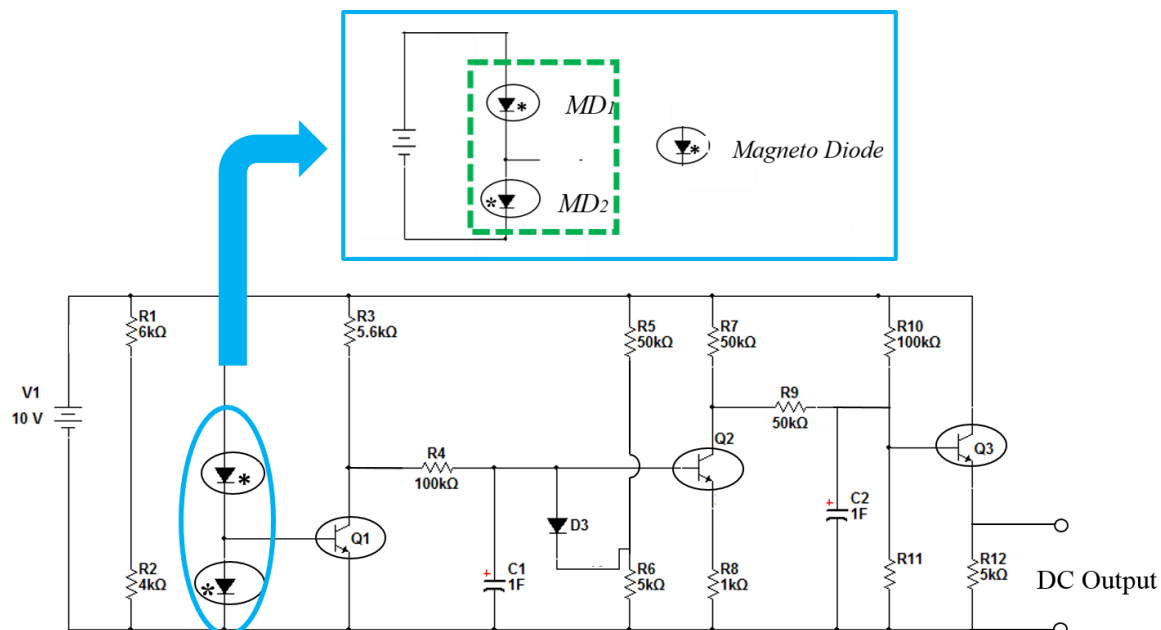 MD1
*
Magneto Diode
*
MD2
*
R1
6kΩ
R3
5.6kΩ
R5
50kΩ
R7
50kΩ
R10
100kΩ
V1
10 V
R9
50kΩ
R4
100kΩ
Q2
Q3
*
D3
+
C2
1F
Q1
R2
4kΩ
*
+
C1
1F
R6
5kΩ
R8
1kΩ
R11
R12
5kΩ
DC Output